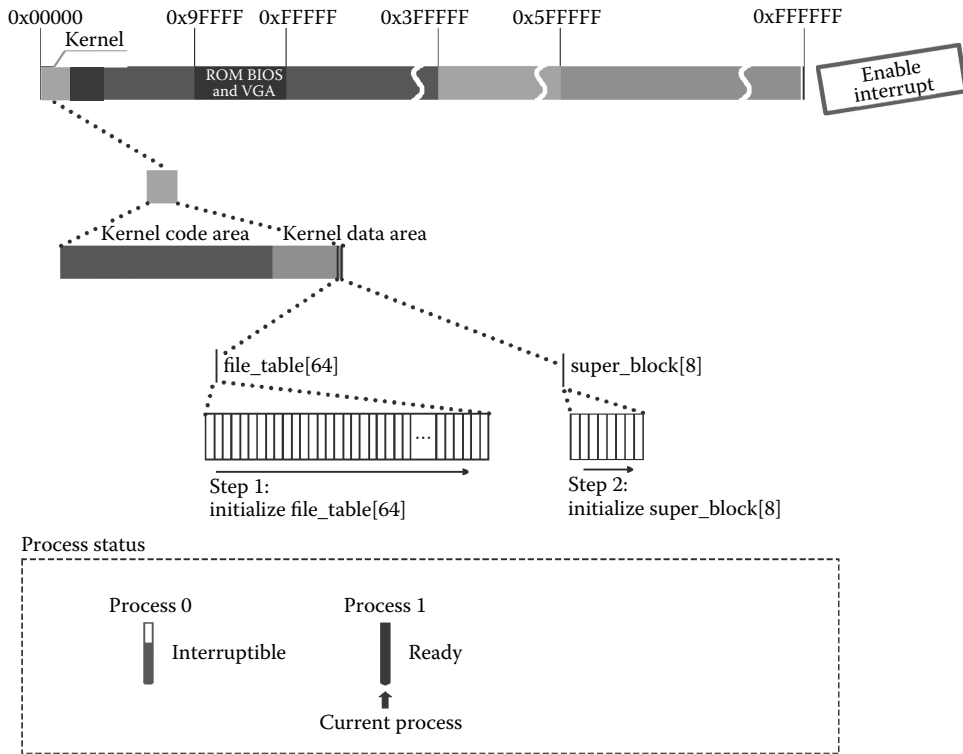 0x00000 0x9FFFF 0xFFFFF 0x3FFFFF 0x5FFFFF 0xFFFFFF
Kernel
ROM BIOS
and VGA
Enable
interrupt
Kernel code area Kernel data area
file_table[64] super_block[8]
...
Step 1:
initialize file_table[64]
Step 2:
initialize super_block[8]
Process status
Process 0 Process 1
Interruptible Ready
Current process